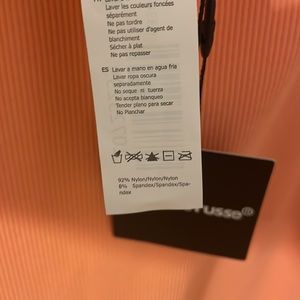 Laver les couleurs foncées
séparément
Ne pas tordre
Ne pas utiliser d'agent de
blanchiment
Sécher à plat
Ne pas repasser
ES Lavar a mano en agua fría
Lavar ropa oscura
separadamente
No seque ni tuerza
No acepta blanqueo
Tender plano para secar
No Planchar
92% Nylon/Nylon/Nylon
8% Spandex/Spandex/Spa-
ndex